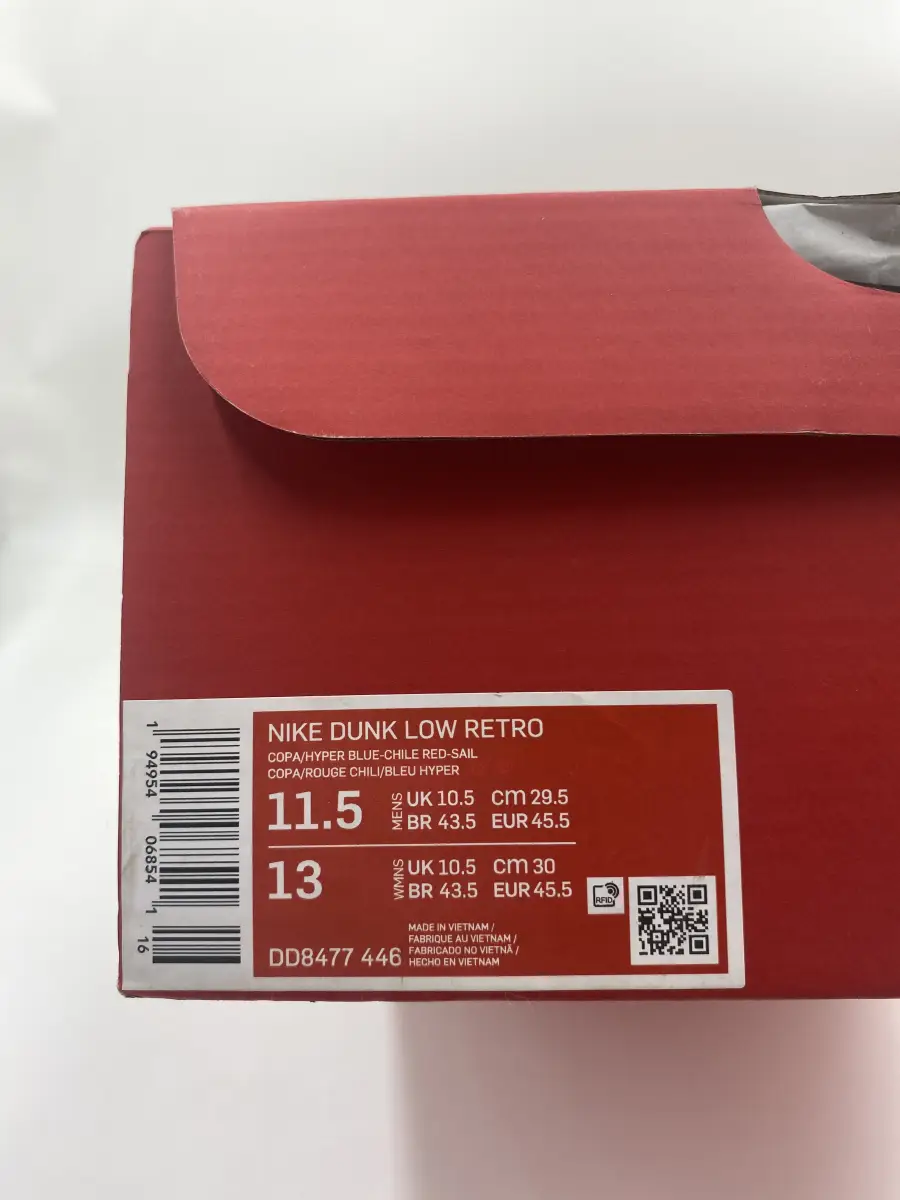 NIKE DUNK LOW RETRO
COPA/HYPER BLUE-CHILE RED-SAIL
COPA/ROUGE CHILI/BLEU HYPER
11.5
MENS
UK 10.5 cm 29.5
BR 43.5 EUR 45.5
13
WMNS
UK 10.5 cm 30
BR 43.5 EUR 45.5
DD8477 446
MADE IN VIETNAM /
FABRIQUE AU VIETNAM /
FABRICADO NO VIETNÃ /
HECHO EN VIETNAM
RFID
1 94954 06854 1 16